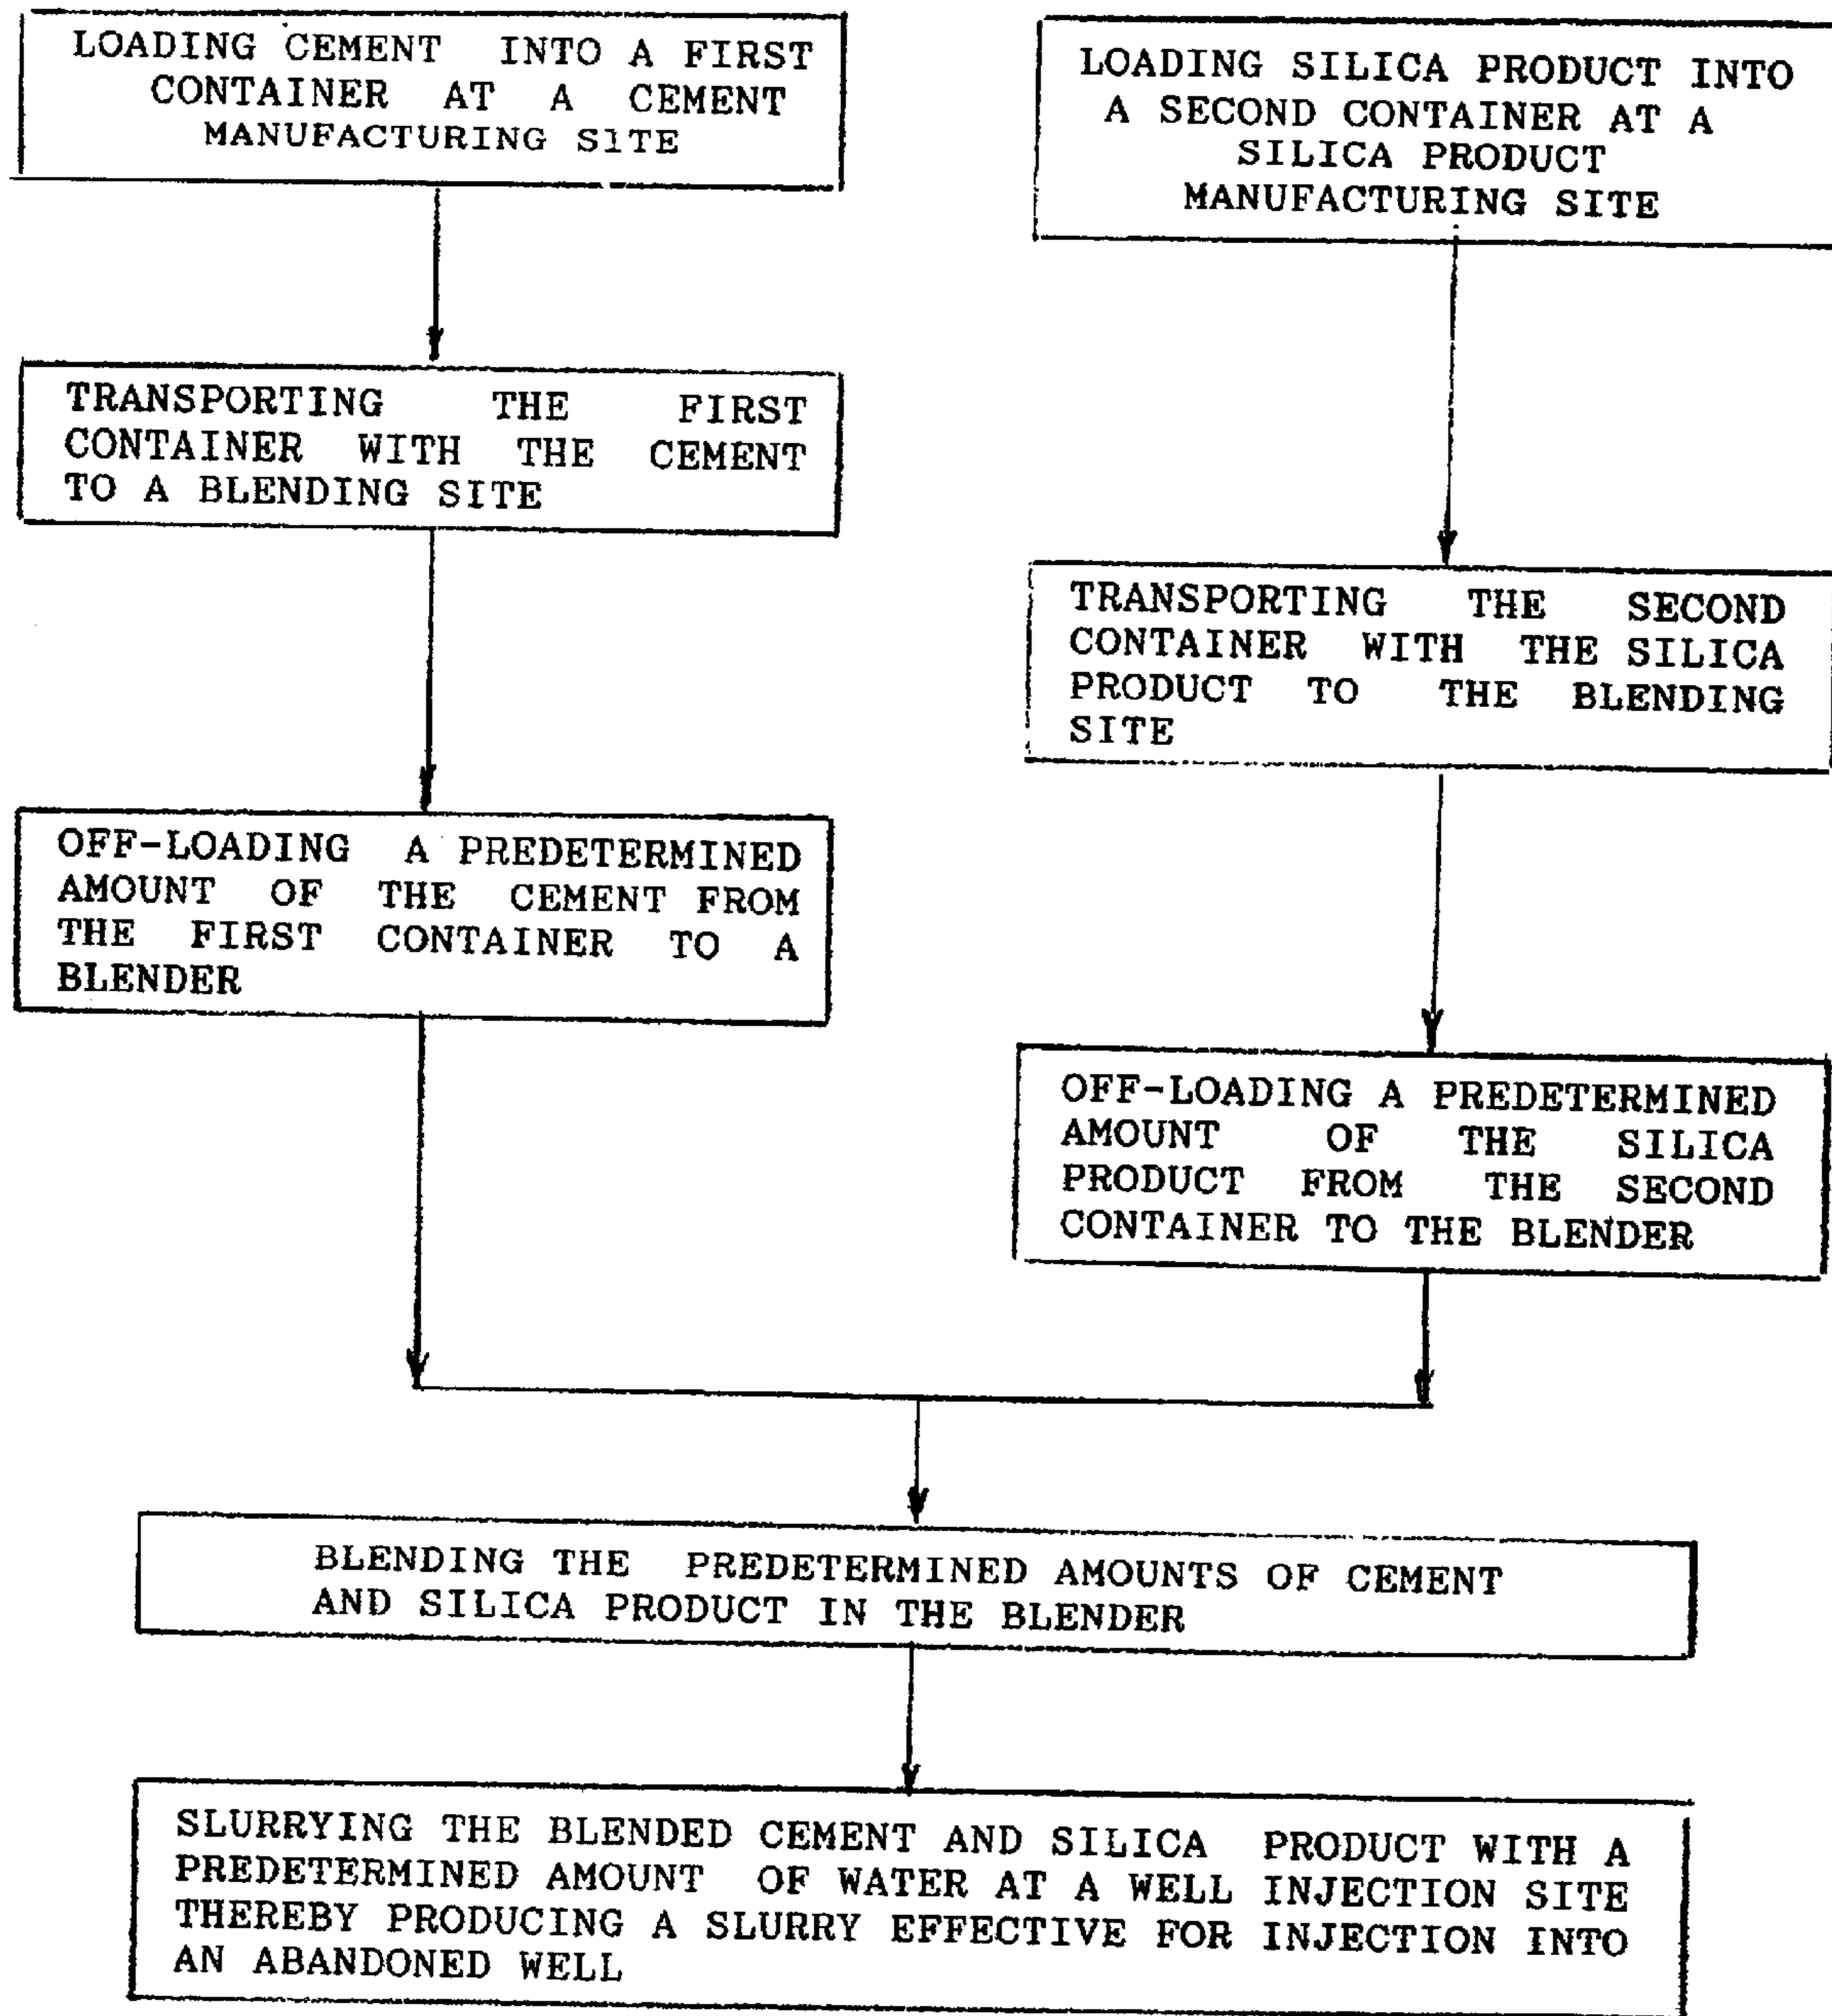 LOADING CEMENT INTO A FIRST
CONTAINER AT A CEMENT
MANUFACTURING SITE
LOADING SILICA PRODUCT INTO
A SECOND CONTAINER AT A
SILICA PRODUCT
MANUFACTURING SITE
TRANSPORTING THE FIRST
CONTAINER WITH THE CEMENT
TO A BLENDING SITE
TRANSPORTING THE SECOND
CONTAINER WITH THE SILICA
PRODUCT TO THE BLENDING
SITE
OFF-LOADING A PREDETERMINED
AMOUNT OF THE CEMENT FROM
THE FIRST CONTAINER TO A
BLENDER
OFF-LOADING A PREDETERMINED
AMOUNT OF THE SILICA
PRODUCT FROM THE SECOND
CONTAINER TO THE BLENDER
BLENDING THE PREDETERMINED AMOUNTS OF CEMENT
AND SILICA PRODUCT IN THE BLENDER
SLURRYING THE BLENDED CEMENT AND SILICA PRODUCT WITH A
PREDETERMINED AMOUNT OF WATER AT A WELL INJECTION SITE
THEREBY PRODUCING A SLURRY EFFECTIVE FOR INJECTION INTO
AN ABANDONED WELL